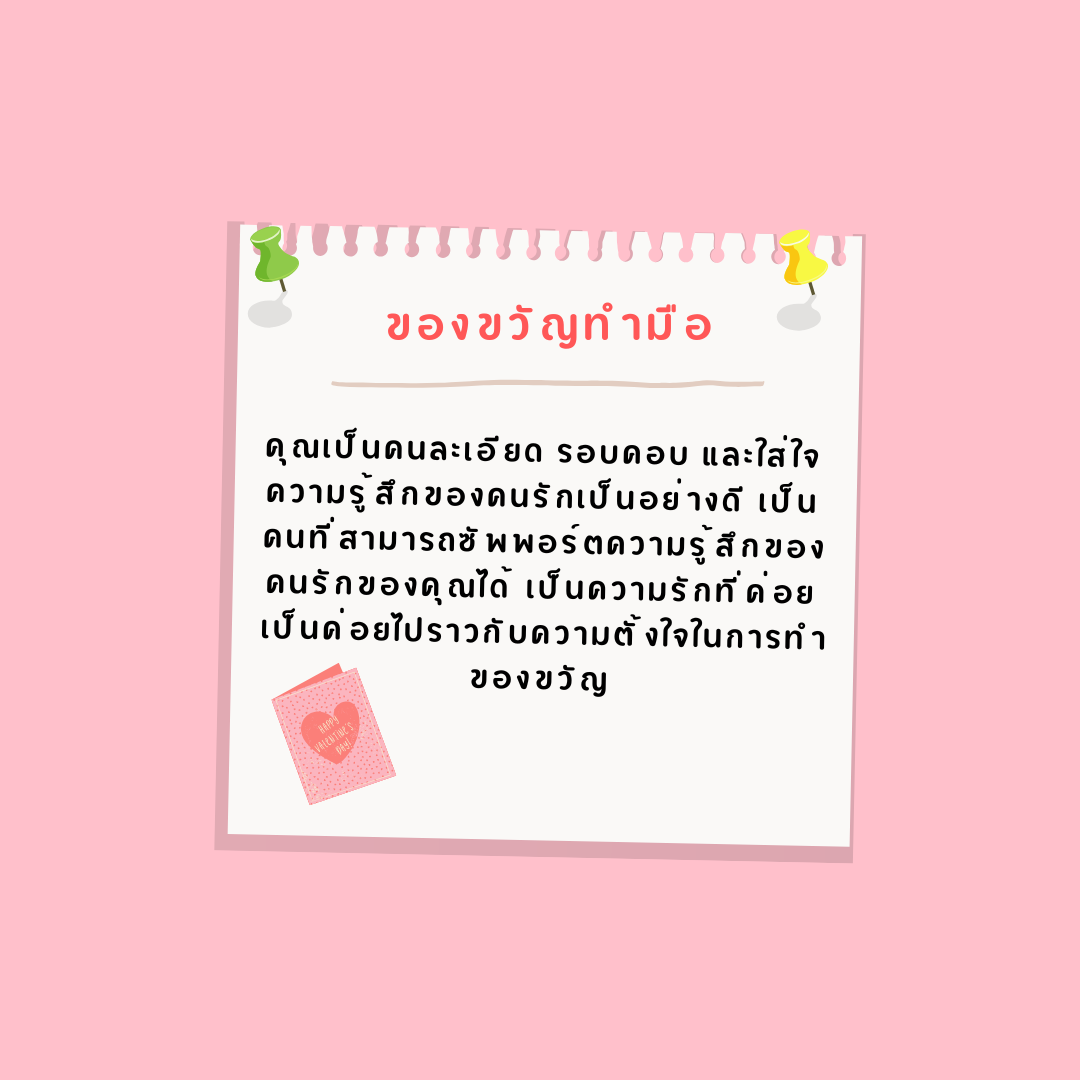 ของขวัญทำมือ
คุณเป็นคนละเอียด รอบคอบ และใส่ใจ
ความรู้สึกของคนรักเป็นอย่างดี เป็น
คนที่สามารถซัพพอร์ตความรู้สึกของ
คนรักของคุณได้ เป็นความรักที่ค่อย
เป็นค่อยไปราวกับความตั้งใจในการทำ
ของขวัญ
HAPPY
VALENTINE'S
DAY!